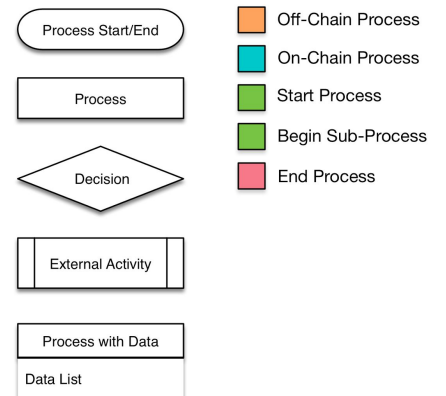 Process Start/End
Process
Decision
External Activity
Process with Data
Data List
Off-Chain Process
On-Chain Process
Start Process
Begin Sub-Process
End Process